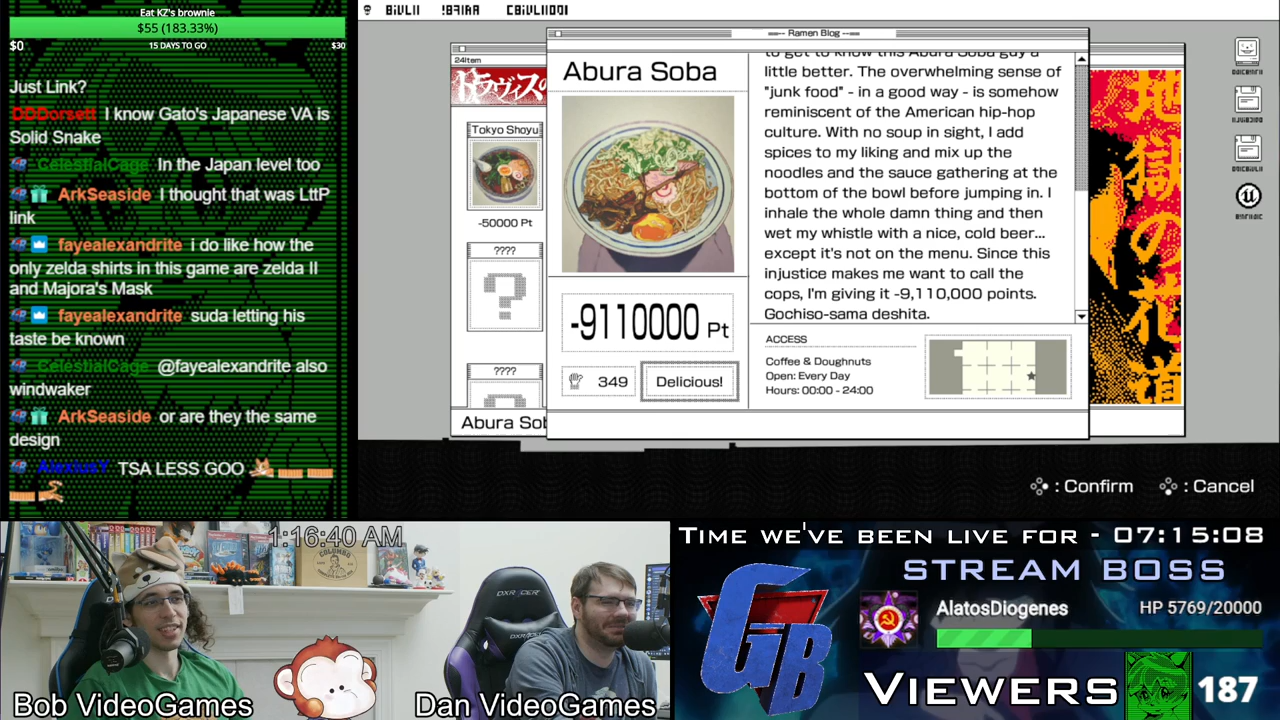 Eat KZ's brownie
$55 (183.33%)
$0
15 DAYS TO GO
$30
Just Link?
DDDorsett I know Gato's Japanese VA is
Solid Snake
CelestialCage In the Japan level too
ArkSeaside I thought that was LttP
link
fayealexandrite i do like how the
only zelda shirts in this game are zelda II
and Majora's Mask
fayealexandrite suda letting his
taste be known
CelestialCage @fayealexandrite also
windwaker
ArkSeaside or are they the same
design
AlexiusY TSA LESS GOO
Ramen Blog
24Item
Tokyo Shoyu
-50000 Pt
????
????
Abura Sob
Abura Soba
-9110000 Pt
349
Delicious!
little better. The overwhelming sense of
"junk food" - in a good way - is somehow
reminiscent of the American hip-hop
culture. With no soup in sight, I add
spices to my liking and mix up the
noodles and the sauce gathering at the
bottom of the bowl before jumping in. I
inhale the whole damn thing and then
wet my whistle with a nice, cold beer...
except it's not on the menu. Since this
injustice makes me want to call the
cops, I'm giving it -9,110,000 points.
Gochiso-sama deshita.
ACCESS
Coffee & Doughnuts
Open: Every Day
Hours: 00:00 - 24:00
地獄の花道
: Confirm
: Cancel
1:16:40 AM
COLUMBO
DXRACER
DXRACER
Bob VideoGames
Dan VideoGames
TIME WE'VE BEEN LIVE FOR - 07:15:08
STREAM BOSS
AlatosDiogenes
HP 5769/20000
GB
VIEWERS
187